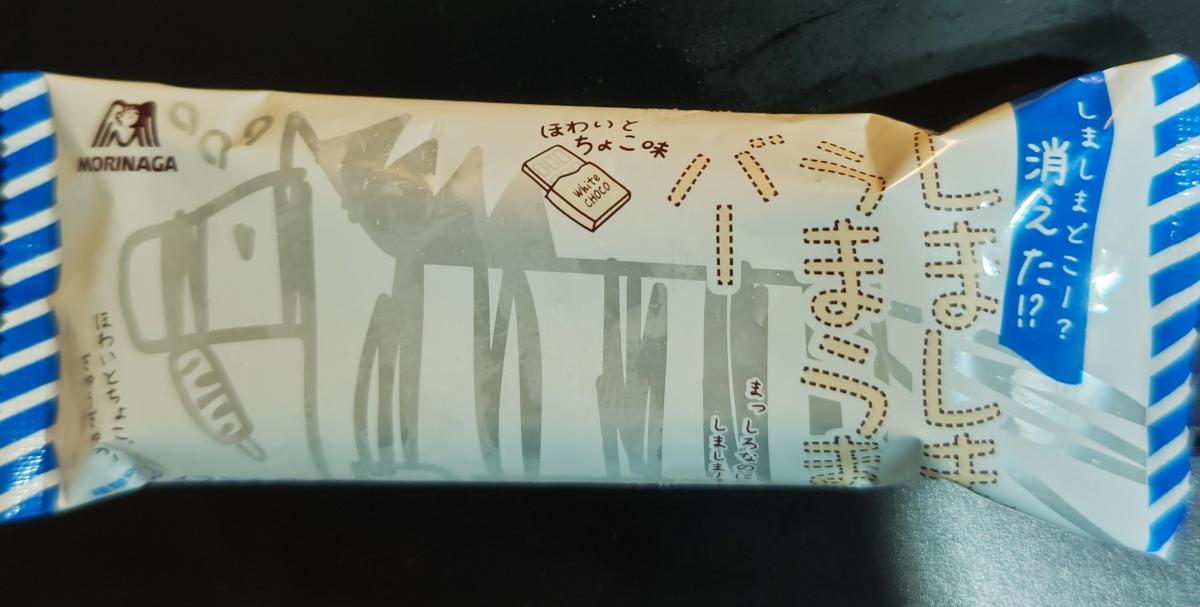 MORINAGA
ほわいと
ちょこ味
White
CHOCO
しましまどこー?
消えた!?
しましま
うまうま
バー
まっしろなのに
しましま
ほわいとちょこ、